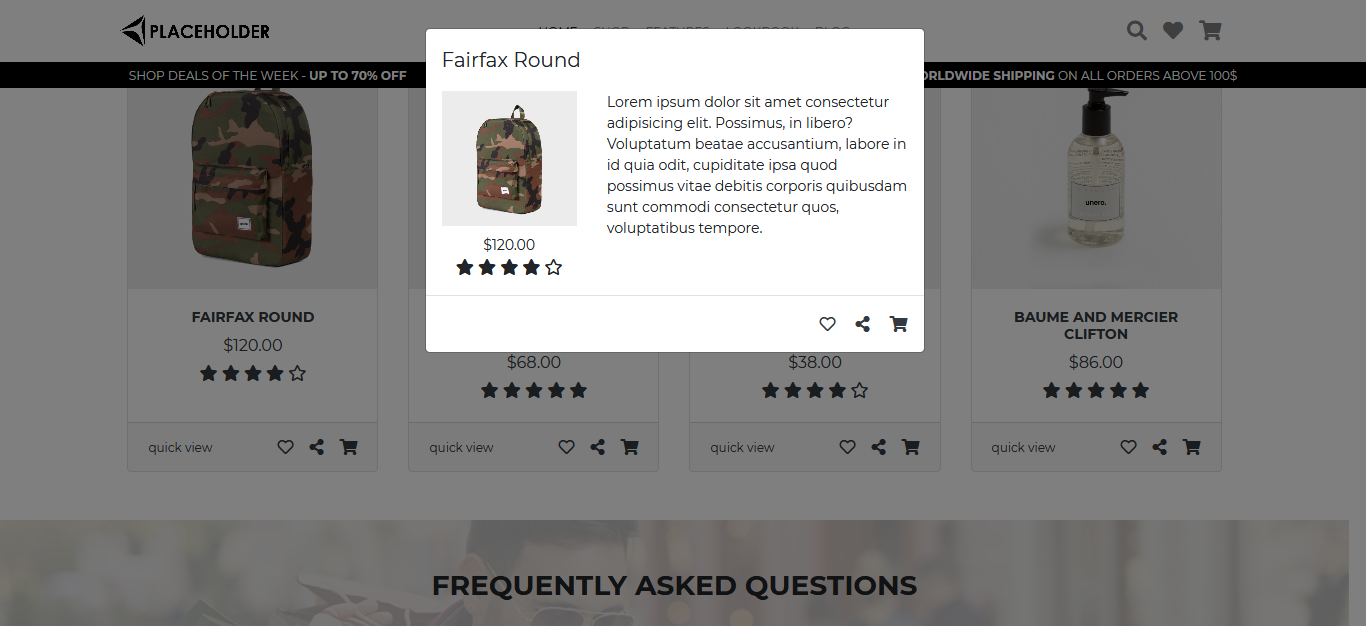 PLACEHOLDER
HOME SHOP FEATURES LOOKBOOK BLOG
SHOP DEALS OF THE WEEK - UP TO 70% OFF
ORLDWIDE SHIPPING ON ALL ORDERS ABOVE 100$
Fairfax Round
Lorem ipsum dolor sit amet consectetur
adipisicing elit. Possimus, in libero?
Voluptatum beatae accusantium, labore in
id quia odit, cupiditate ipsa quod
possimus vitae debitis corporis quibusdam
sunt commodi consectetur quos,
voluptatibus tempore.
$120.00
unero.
FAIRFAX ROUND
$120.00
$68.00
$38.00
BAUME AND MERCIER
CLIFTON
$86.00
quick view
quick view
quick view
quick view
FREQUENTLY ASKED QUESTIONS